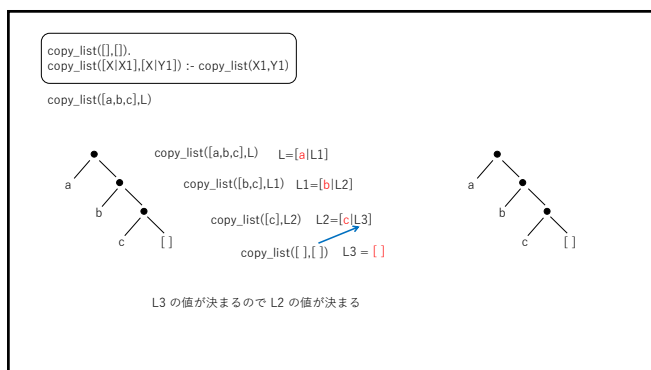 copy_list([],[]).
copy_list([X|X1],[X|Y1]) :- copy_list(X1,Y1)
copy_list([a,b,c],L)
copy_list([a,b,c],L) L=[a|L1]
a
copy_list([b,c],L1) L1=[b|L2]
a
b
copy_list([c],L2) L2=[c|L3]
b
c
[ ]
copy_list([ ],[ ]) L3 = [ ]
c
[ ]
L3 の値が決まるので L2 の値が決まる